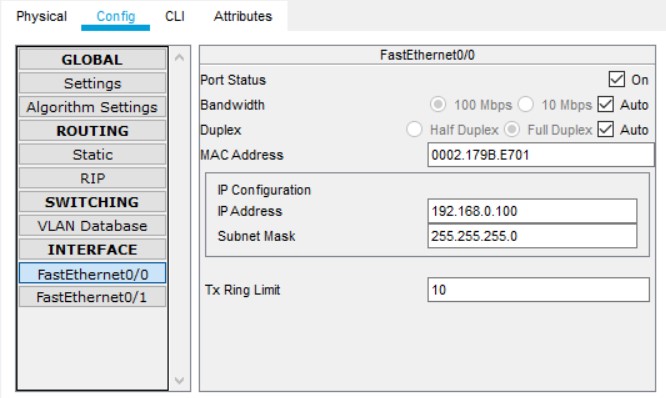 Physical Config CLI Attributes
GLOBAL
Settings
Algorithm Settings
ROUTING
Static
RIP
SWITCHING
VLAN Database
INTERFACE
FastEthernet0/0
FastEthernet0/1
FastEthernet0/0
Port Status On
Bandwidth 100 Mbps 10 Mbps Auto
Duplex Half Duplex Full Duplex Auto
MAC Address 0002.179B.E701
IP Configuration
IP Address 192.168.0.100
Subnet Mask 255.255.255.0
Tx Ring Limit 10